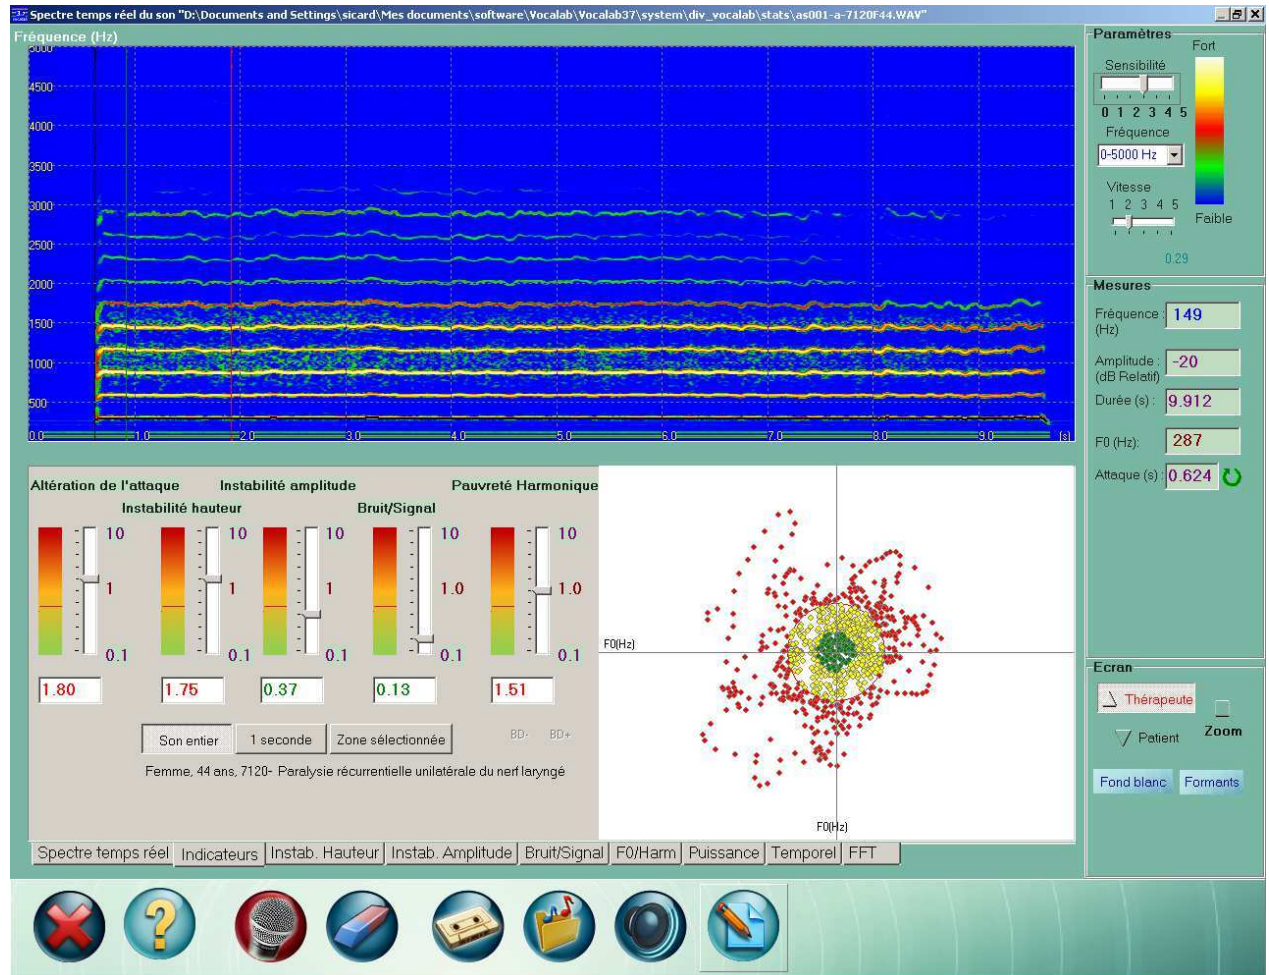 Spectre temps réel du son "D:\Documents and Settings\sicard\Mes documents\software\Vocalab\Vocalab37\system\div_vocalab\stats\as001-a-7120F44.WAV"
Fréquence (Hz)
5000
4500
4000
3500
3000
2500
2000
1500
1000
500
0.0 1.0 2.0 3.0 4.0 5.0 6.0 7.0 8.0 9.0 [s]
Paramètres
Fort
Sensibilité
0 1 2 3 4 5
Fréquence
0-5000 Hz
Vitesse
1 2 3 4 5
Faible
0.29
Mesures
Fréquence : 149
(Hz)
Amplitude : -20
(dB Relatif)
Durée (s) : 9.912
F0 (Hz): 287
Attaque (s) : 0.624
Ecran
Thérapeute
Patient
Zoom
Fond blanc Formants
Altération de l'attaque Instabilité amplitude Pauvreté Harmonique
Instabilité hauteur Bruit/Signal
10 10 10 10 10
1 1 1 1.0 1.0
0.1 0.1 0.1 0.1 0.1
1.80 1.75 0.37 0.13 1.51
Son entier 1 seconde Zone sélectionnée BD- BD+
Femme, 44 ans, 7120- Paralysie récurrentielle unilatérale du nerf laryngé
F0(Hz)
F0(Hz)
Spectre temps réel Indicateurs Instab. Hauteur Instab. Amplitude Bruit/Signal F0/Harm Puissance Temporel FFT